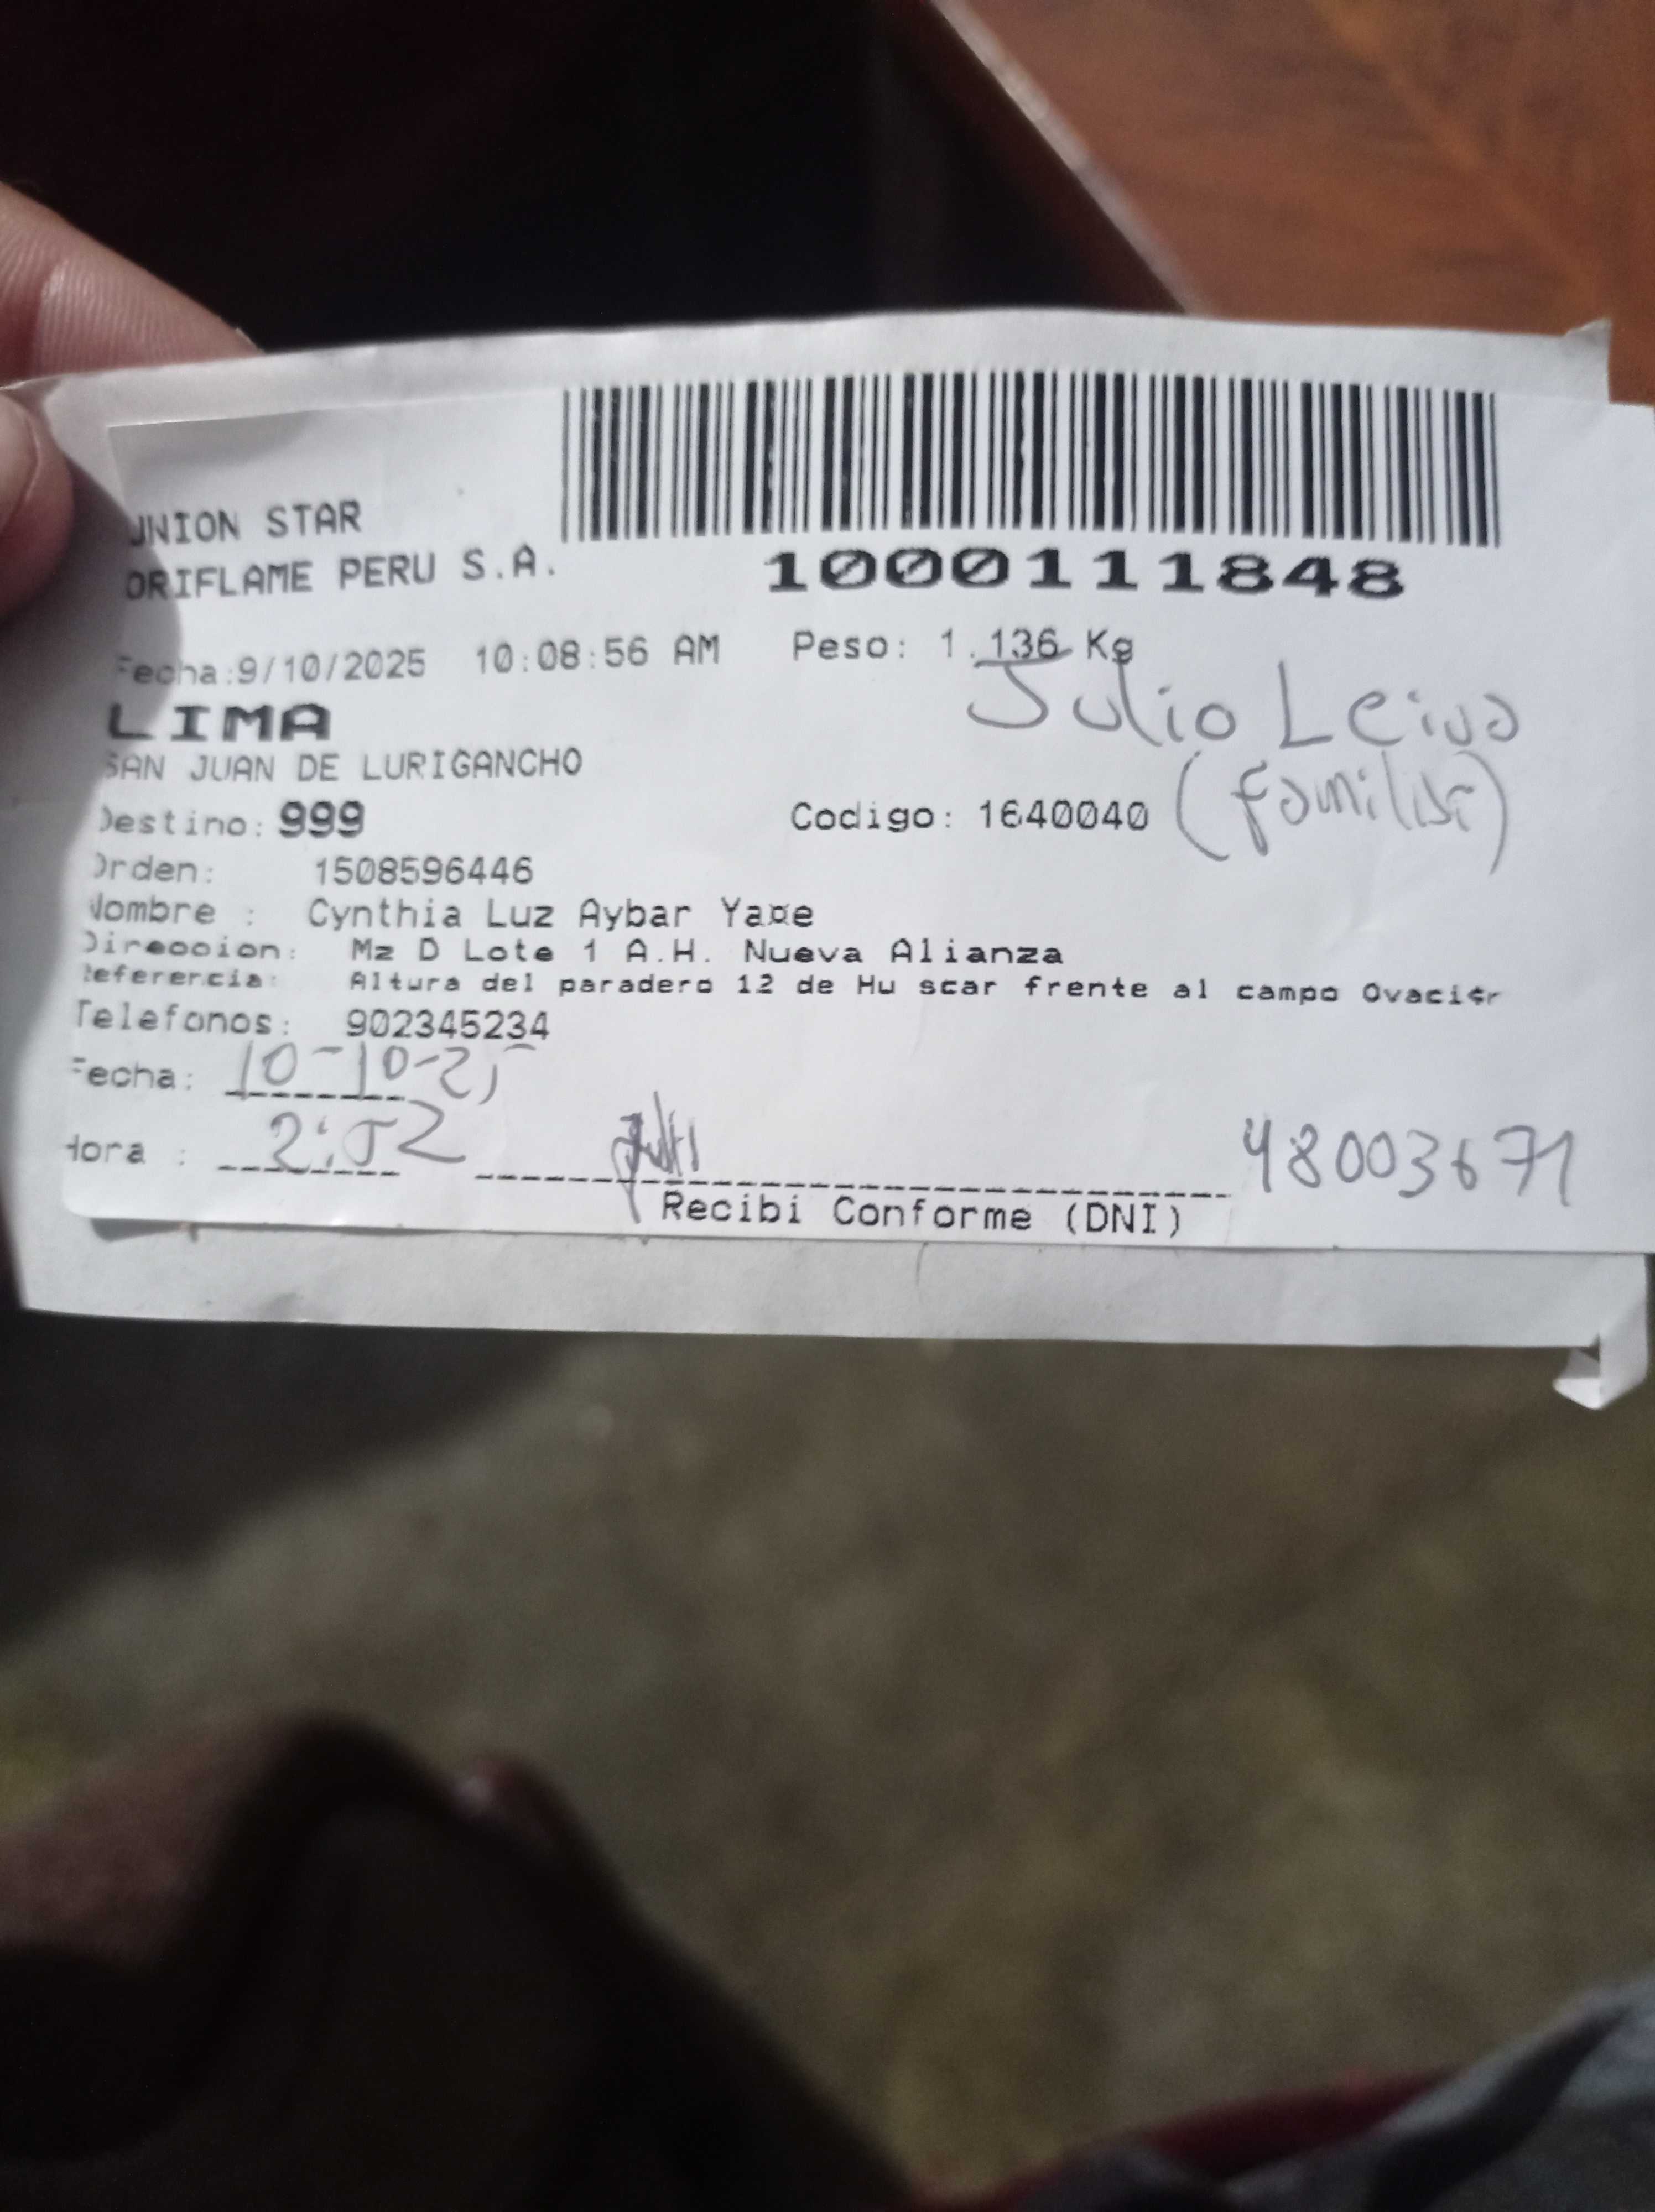 UNION STAR
ORIFLAME PERU S.A.
1000111848
Fecha:9/10/2025 10:08:56 AM Peso: 1.136 Kg
Julio Leiva
LIMA
SAN JUAN DE LURIGANCHO
(familiar)
Destino: 999 Codigo: 1640040
Orden: 1508596446
Nombre : Cynthia Luz Aybar Ya¤e
Direccion: Mz D Lote 1 A.H. Nueva Alianza
Referencia: Altura del paradero 12 de Hu scar frente al campo
Telefonos: 902345234
Fecha: 10-10-25
Hora : 2:52
48003671
Recibi Conforme (DNI)